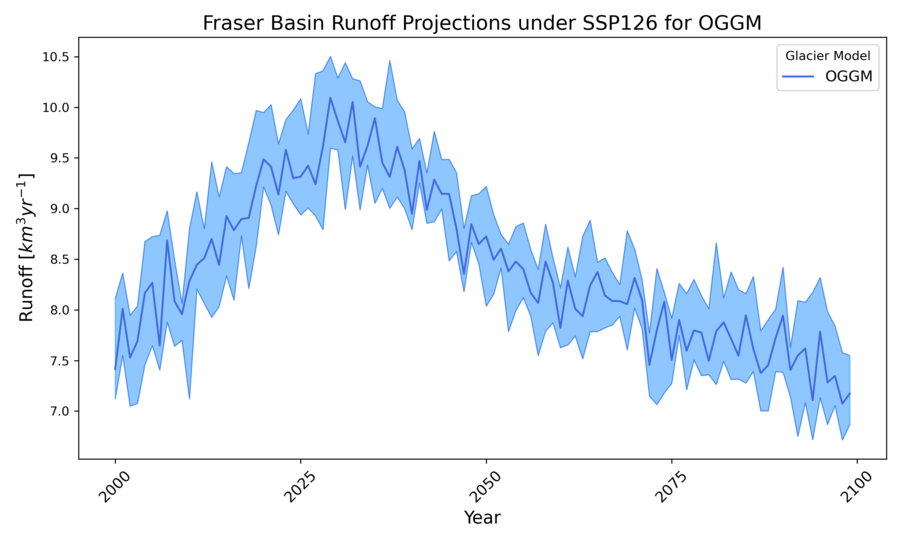 Fraser Basin Runoff Projections under SSP126 for OGGM
Glacier Model
OGGM
Runoff [km³yr⁻¹]
10.5
10.0
9.5
9.0
8.5
8.0
7.5
7.0
2000
2025
2050
2075
2100
Year